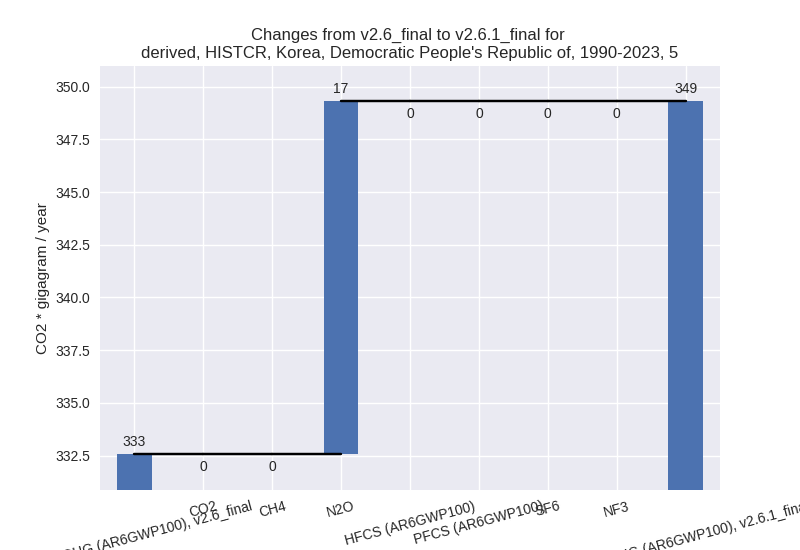 Changes from v2.6_final to v2.6.1_final for
derived, HISTCR, Korea, Democratic People's Republic of, 1990-2023, 5
CO2 * gigagram / year
350.0
347.5
345.0
342.5
340.0
337.5
335.0
332.5
333
0
0
17
0
0
0
0
349
(AR6GWP100), v2.6_final
CO2
CH4
N2O
HFCS (AR6GWP100)
PFCS (AR6GWP100)
SF6
NF3
(AR6GWP100), v2.6.1_fina